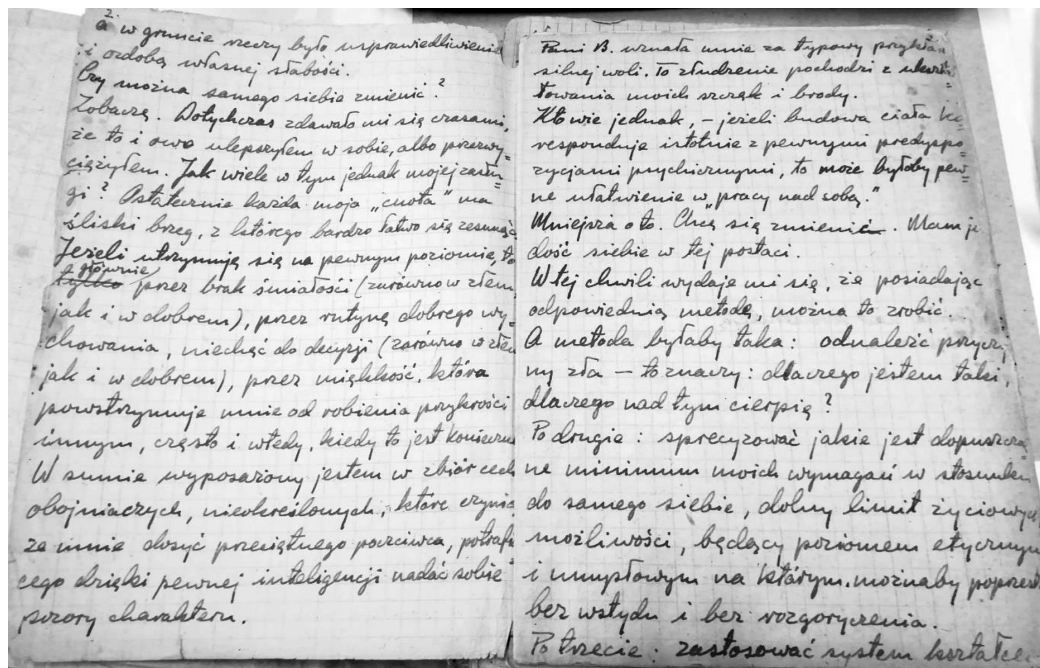 2.
a w gruncie rzeczy było usprawiedliwieniem
i ozdobą własnej słabości.
Czy można samego siebie zmienić?
Zobaczę. Dotychczas zdawało mi się czasami,
że to i owo ulepszyłem w sobie, albo przezwy=
ciężyłem. Jak wiele w tym jednak mojej zasłu=
gi? Ostatecznie każda moja „cnota" ma
śliski brzeg, z którego bardzo łatwo się zesunąć
Jeżeli utrzymuję się na pewnym poziomie, to
głównie
tylko przez brak śmiałości (zarówno w złem,
jak i w dobrem), przez rutynę dobrego wy=
chowania, niechęć do decyzji (zarówno w złem
jak i w dobrem), przez miękkość, która
powstrzymuje mnie od robienia przykrości
innym, często i wtedy, kiedy to jest konieczne
W sumie wyposażony jestem w zbiór cech
obojniaczych, nieokreślonych, które czynią
ze mnie dosyć przeciętnego poczciwca, potrafią
cego dzięki pewnej inteligencji nadać sobie
pozory charakteru.
Pani B. uznała mnie za typowy przykład
silnej woli. To złudzenie pochodzi z ukształ=
towania moich szczęk i brody.
Kto wie jednak, – jeżeli budowa ciała ko=
responduje istotnie z pewnymi predyspo=
zycjami psychicznymi, to może byłoby pew=
ne ułatwienie w „pracy nad sobą."
Mniejsza o to. Chcę się zmienić. Mam ju
dość siebie w tej postaci.
W tej chwili wydaje mi się, że posiadając
odpowiednią metodę, można to zrobić.
A metoda byłaby taka: odnaleźć przyczy
ny zła – to znaczy: dlaczego jestem taki,
dlaczego nad tym cierpię?
Po drugie: sprecyzować jakie jest dopuszczal
ne minimum moich wymagań w stosunku
do samego siebie, dolny limit życiowych
możliwości, będący poziomem etycznym
i umysłowym na którym możnaby poprzest
bez wstydu i bez rozgoryczenia.
Po trzecie: zastosować system kształce